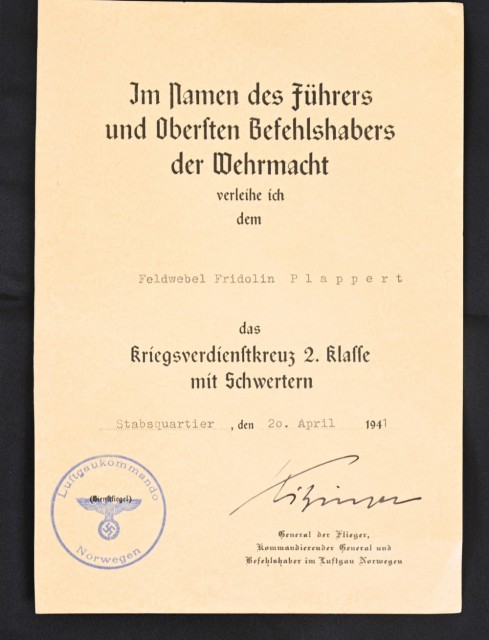 Im Namen des Führers
und Obersten Befehlshabers
der Wehrmacht
verleihe ich
dem
Feldwebel Fridolin Plappert
das
Kriegsverdienstkreuz 2. Klasse
mit Schwertern
Stabsquartier , den 20. April 1941
Luftgaukommando
(Dienstsiegel)
Norwegen
General der Flieger,
Kommandierender General und
Befehlshaber im Luftgau Norwegen